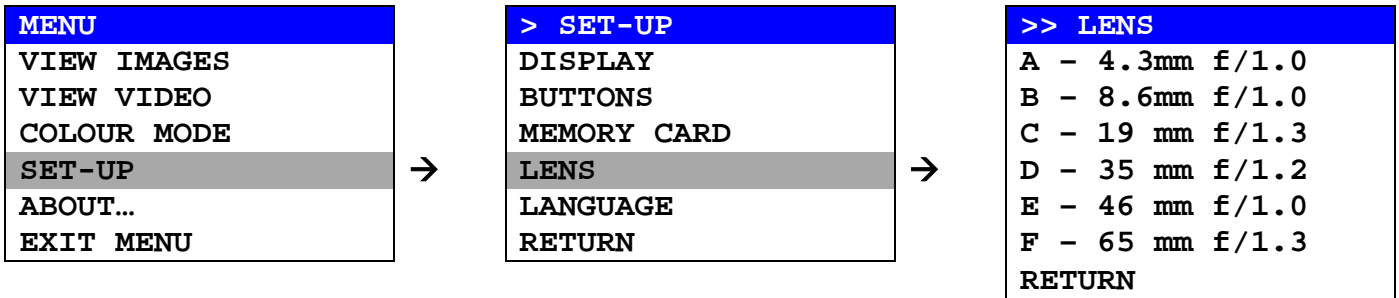 MENU
VIEW IMAGES
VIEW VIDEO
COLOUR MODE
SET-UP
ABOUT…
EXIT MENU
> SET-UP
DISPLAY
BUTTONS
MEMORY CARD
LENS
LANGUAGE
RETURN
>> LENS
A – 4.3mm f/1.0
B – 8.6mm f/1.0
C – 19 mm f/1.3
D – 35 mm f/1.2
E – 46 mm f/1.0
F – 65 mm f/1.3
RETURN